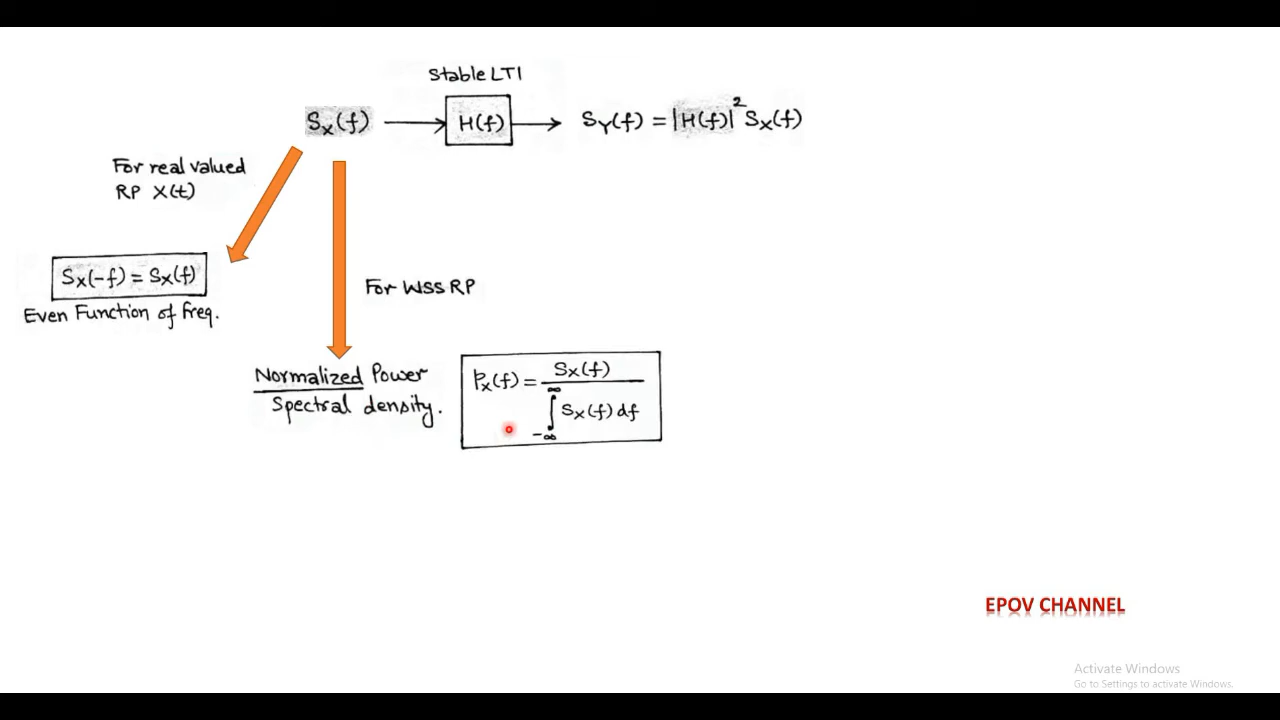 Stable LTI
Sₓ(f) → H(f) → Sᵧ(f) = |H(f)|² Sₓ(f)
For real valued
RP X(t)
Sₓ(-f) = Sₓ(f)
Even Function of freq.
For WSS RP
Normalized Power
Spectral density.
Pₓ(f) = Sₓ(f) / ∫₋∞^∞ Sₓ(f) df
EPOV CHANNEL
Activate Windows
Go to Settings to activate Windows.